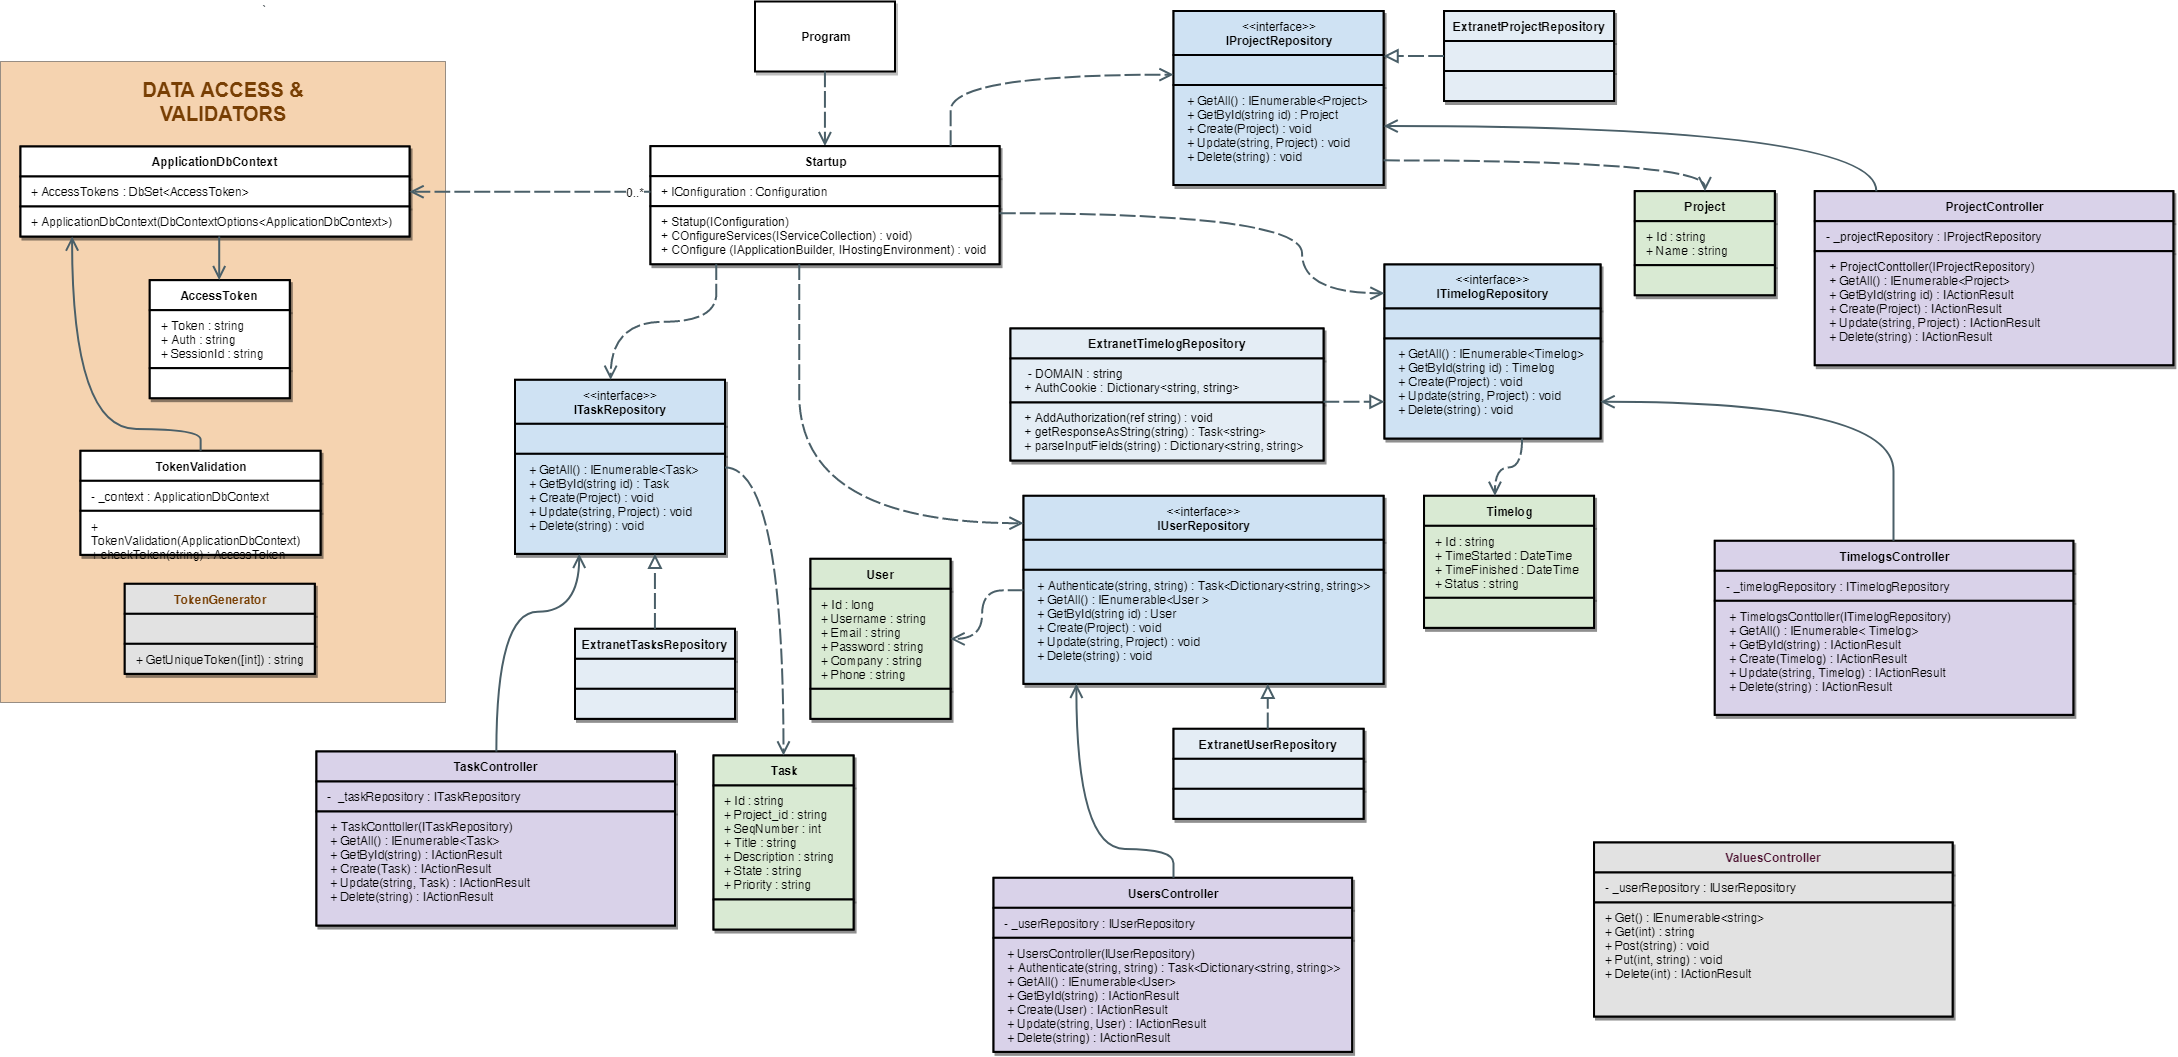 `
DATA ACCESS &
VALIDATORS
ApplicationDbContext
+ AccessTokens : DbSet<AccessToken>
+ ApplicationDbContext(DbContextOptions<ApplicationDbContext>)
AccessToken
+ Token : string
+ Auth : string
+ SessionId : string
TokenValidation
- _context : ApplicationDbContext
+
TokenValidation(ApplicationDbContext)
+ checkToken(string) : AccessToken
TokenGenerator
+ GetUniqueToken([int]) : string
Program
0..*
Startup
+ IConfiguration : Configuration
+ Statup(IConfiguration)
+ COnfigureServices(IServiceCollection) : void)
+ COnfigure (IApplicationBuilder, IHostingEnvironment) : void
<<interface>>
IProjectRepository
+ GetAll() : IEnumerable<Project>
+ GetById(string id) : Project
+ Create(Project) : void
+ Update(string, Project) : void
+ Delete(string) : void
ExtranetProjectRepository
Project
+ Id : string
+ Name : string
ProjectController
- _projectRepository : IProjectRepository
+ ProjectConttoller(IProjectRepository)
+ GetAll() : IEnumerable<Project>
+ GetById(string id) : IActionResult
+ Create(Project) : IActionResult
+ Update(string, Project) : IActionResult
+ Delete(string) : IActionResult
<<interface>>
ITimelogRepository
+ GetAll() : IEnumerable<Timelog>
+ GetById(string id) : Timelog
+ Create(Project) : void
+ Update(string, Project) : void
+ Delete(string) : void
ExtranetTimelogRepository
- DOMAIN : string
+ AuthCookie : Dictionary<string, string>
+ AddAuthorization(ref string) : void
+ getResponseAsString(string) : Task<string>
+ parseInputFields(string) : Dictionary<string, string>
<<interface>>
ITaskRepository
+ GetAll() : IEnumerable<Task>
+ GetById(string id) : Task
+ Create(Project) : void
+ Update(string, Project) : void
+ Delete(string) : void
<<interface>>
IUserRepository
+ Authenticate(string, string) : Task<Dictionary<string, string>>
+ GetAll() : IEnumerable<User >
+ GetById(string id) : User
+ Create(Project) : void
+ Update(string, Project) : void
+ Delete(string) : void
Timelog
+ Id : string
+ TimeStarted : DateTime
+ TimeFinished : DateTime
+ Status : string
TimelogsController
- _timelogRepository : ITimelogRepository
+ TimelogsConttoller(ITimelogRepository)
+ GetAll() : IEnumerable< Timelog>
+ GetById(string) : IActionResult
+ Create(Timelog) : IActionResult
+ Update(string, Timelog) : IActionResult
+ Delete(string) : IActionResult
User
+ Id : long
+ Username : string
+ Email : string
+ Password : string
+ Company : string
+ Phone : string
ExtranetTasksRepository
ExtranetUserRepository
TaskController
- _taskRepository : ITaskRepository
+ TaskConttoller(ITaskRepository)
+ GetAll() : IEnumerable<Task>
+ GetById(string) : IActionResult
+ Create(Task) : IActionResult
+ Update(string, Task) : IActionResult
+ Delete(string) : IActionResult
Task
+ Id : string
+ Project_id : string
+ SeqNumber : int
+ Title : string
+ Description : string
+ State : string
+ Priority : string
UsersController
- _userRepository : IUserRepository
+ UsersController(IUserRepository)
+ Authenticate(string, string) : Task<Dictionary<string, string>>
+ GetAll() : IEnumerable<User>
+ GetById(string) : IActionResult
+ Create(User) : IActionResult
+ Update(string, User) : IActionResult
+ Delete(string) : IActionResult
ValuesController
- _userRepository : IUserRepository
+ Get() : IEnumerable<string>
+ Get(int) : string
+ Post(string) : void
+ Put(int, string) : void
+ Delete(int) : IActionResult